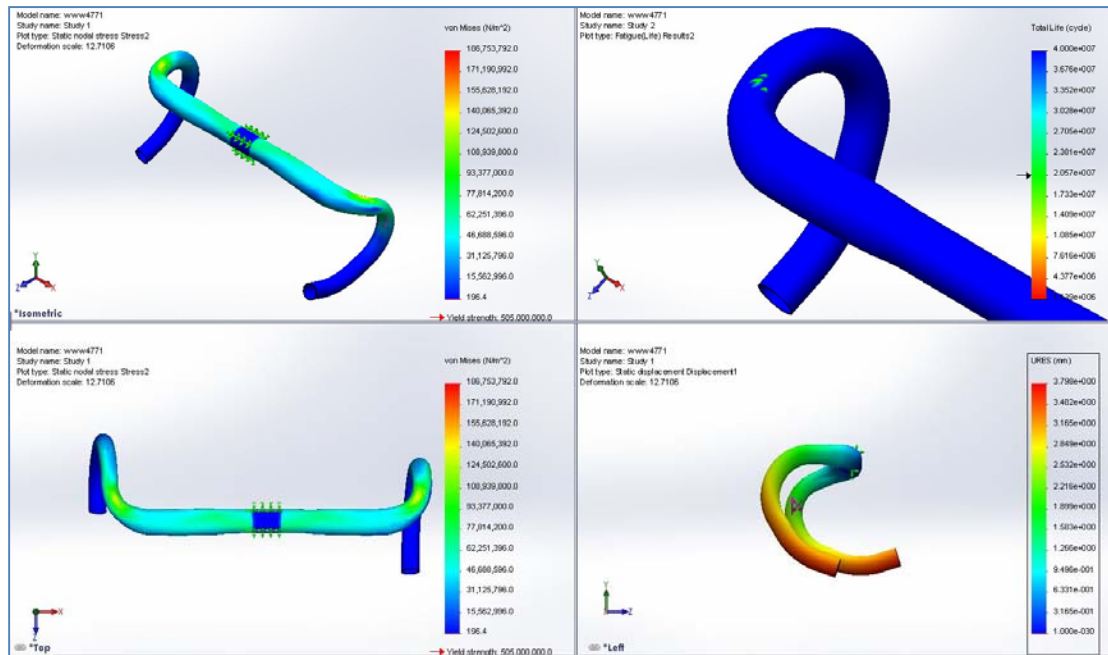 Model name: www4771
Study name: Study 1
Plot type: Static nodal stress Stress2
Deformation scale: 12.7106
von Mises (N/m^2)
186,753,792.0
171,190,992.0
155,628,192.0
140,065,392.0
124,502,600.0
108,939,800.0
93,377,000.0
77,814,200.0
62,251,396.0
46,688,596.0
31,125,796.0
15,562,996.0
196.4
Yield strength: 505,000,000.0
Y
Z
X
*Isometric
Model name: www4771
Study name: Study 2
Plot type: Fatigue(Life) Results2
Total Life (cycle)
4.000e+007
3.676e+007
3.352e+007
3.028e+007
2.705e+007
2.381e+007
2.057e+007
1.733e+007
1.409e+007
1.085e+007
7.616e+006
4.377e+006
Y
Z
X
Model name: www4771
Study name: Study 1
Plot type: Static nodal stress Stress2
Deformation scale: 12.7106
von Mises (N/m^2)
186,753,792.0
171,190,992.0
155,628,192.0
140,065,392.0
124,502,600.0
108,939,800.0
93,377,000.0
77,814,200.0
62,251,396.0
46,688,596.0
31,125,796.0
15,562,996.0
196.4
Yield strength: 505,000,000.0
X
Z
*Top
Model name: www4771
Study name: Study 1
Plot type: Static displacement Displacement1
Deformation scale: 12.7106
URES (mm)
3.798e+000
3.482e+000
3.165e+000
2.849e+000
2.532e+000
2.216e+000
1.899e+000
1.583e+000
1.266e+000
9.496e-001
6.331e-001
3.165e-001
1.000e-030
Y
Z
*Left